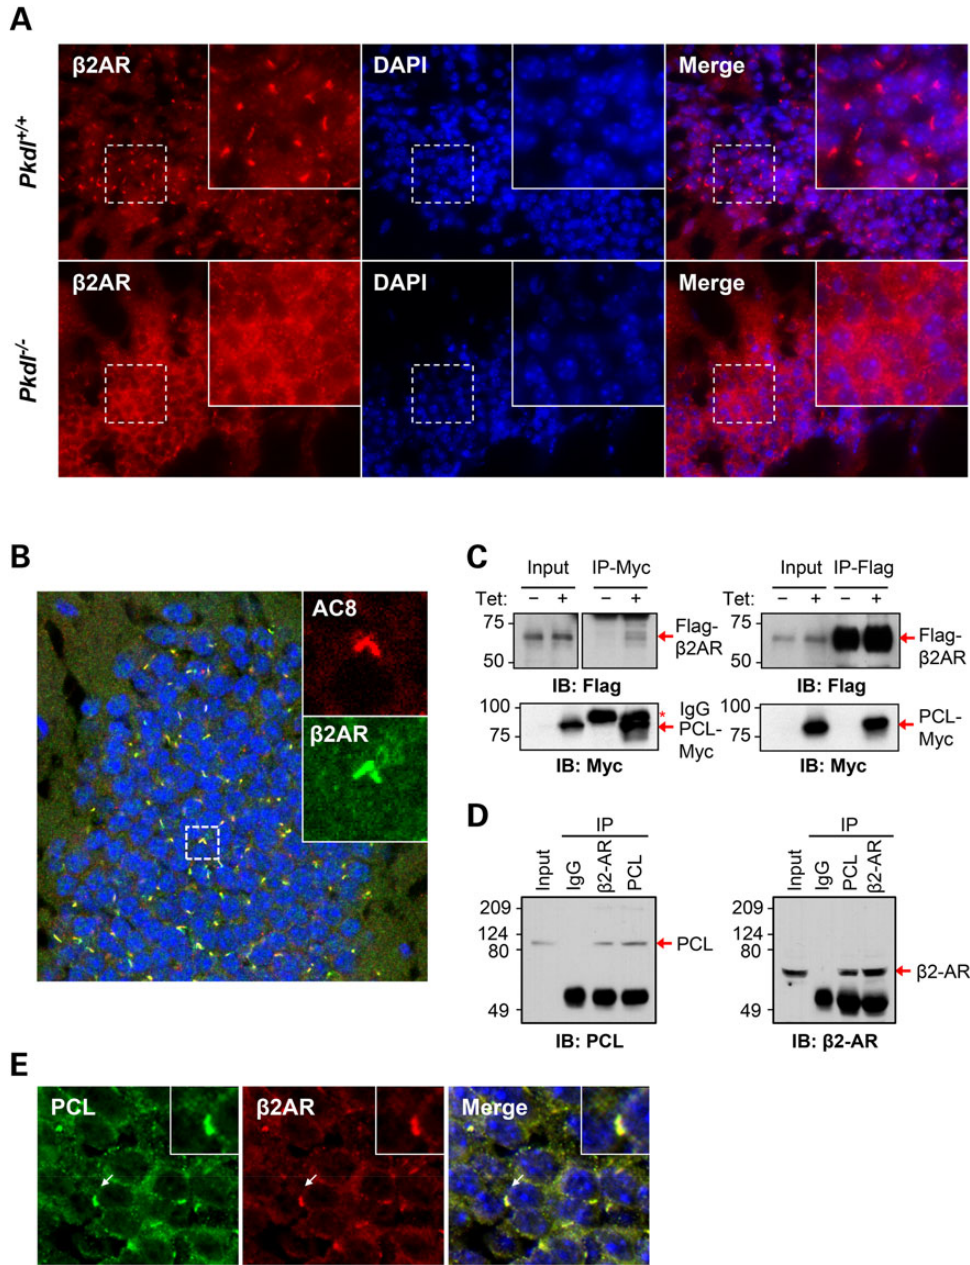 A
β2AR
DAPI
Merge
Pkdl+/+
β2AR
DAPI
Merge
Pkdl-/-
B
AC8
β2AR
C
Input
IP-Myc
Tet:
−
+
−
+
75
50
Flag-
β2AR
IB: Flag
100
75
* IgG
PCL-
Myc
IB: Myc
Input
IP-Flag
Tet:
−
+
−
+
75
50
Flag-
β2AR
IB: Flag
100
75
PCL-
Myc
IB: Myc
D
IP
Input
IgG
β2-AR
PCL
209
124
80
49
PCL
IB: PCL
IP
Input
IgG
PCL
β2-AR
209
124
80
49
β2-AR
IB: β2-AR
E
PCL
β2AR
Merge